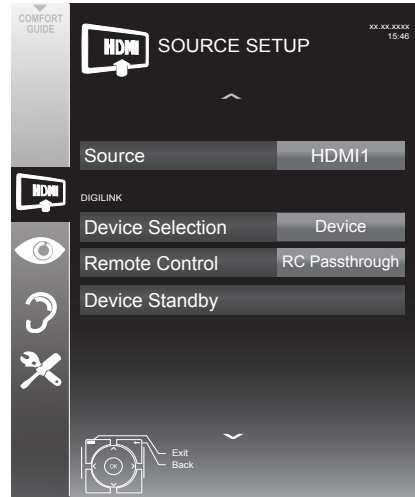 COMFORT
GUIDE
HDMI
SOURCE SETUP
xx.xx.xxxx
15:46
Source HDMI1
HDMI
DIGILINK
Device Selection Device
Remote Control RC Passthrough
Device Standby
OK
Exit
Back